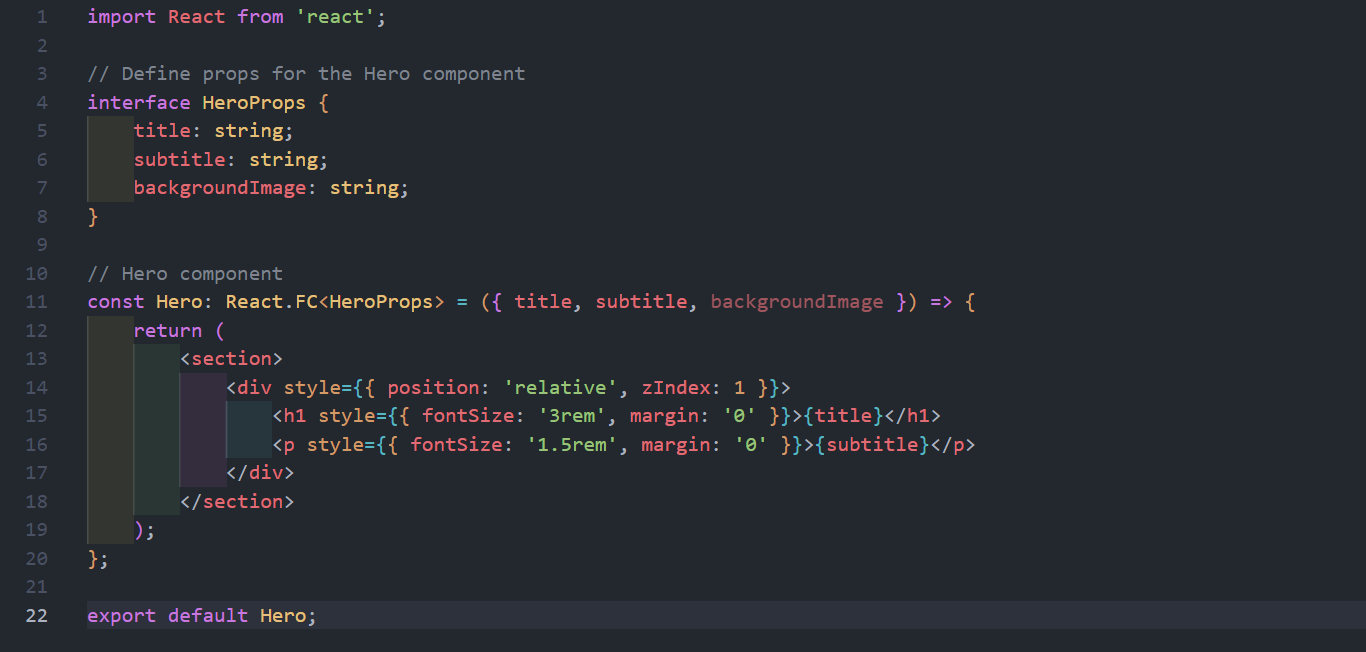 1 import React from 'react';
2
3 // Define props for the Hero component
4 interface HeroProps {
5     title: string;
6     subtitle: string;
7     backgroundImage: string;
8 }
9
10 // Hero component
11 const Hero: React.FC<HeroProps> = ({ title, subtitle, backgroundImage }) => {
12     return (
13         <section>
14             <div style={{ position: 'relative', zIndex: 1 }}>
15                 <h1 style={{ fontSize: '3rem', margin: '0' }}>{title}</h1>
16                 <p style={{ fontSize: '1.5rem', margin: '0' }}>{subtitle}</p>
17             </div>
18         </section>
19     );
20 };
21
22 export default Hero;